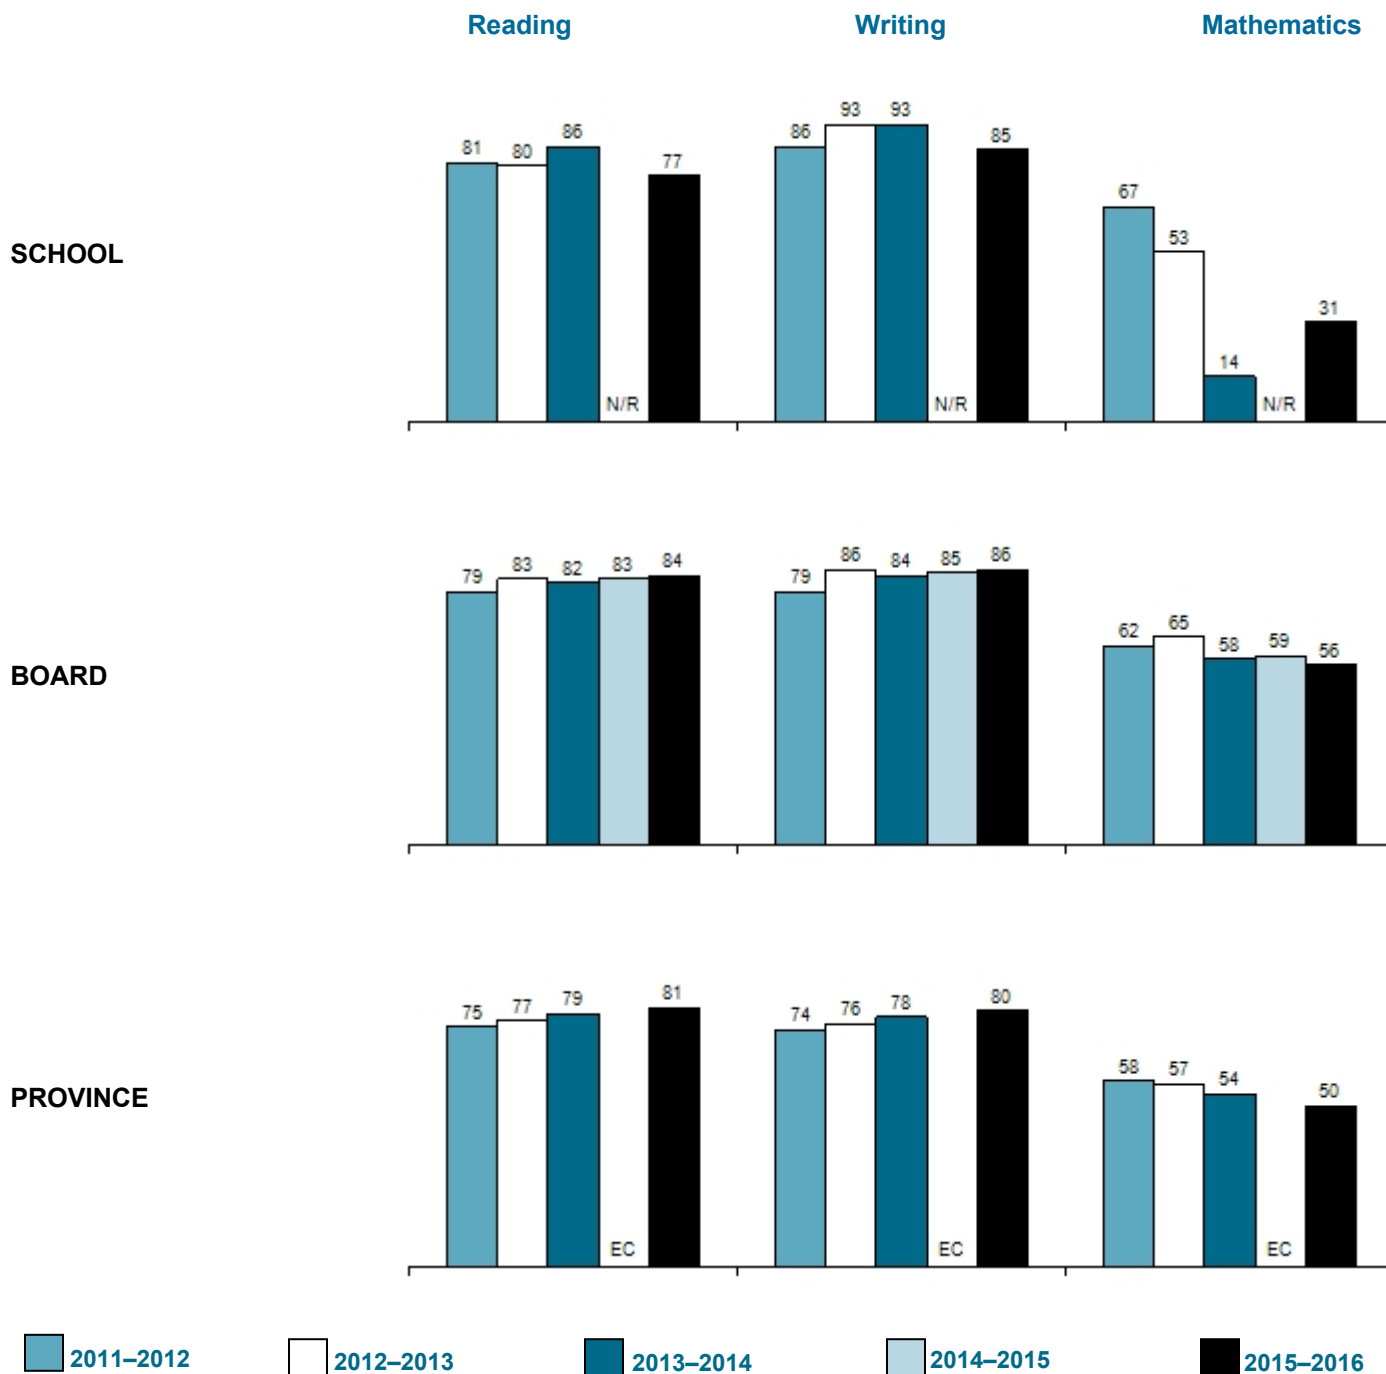 Reading Writing Mathematics
SCHOOL
81 80 86 N/R 77
86 93 93 N/R 85
67 53 14 N/R 31
BOARD
79 83 82 83 84
79 86 84 85 86
62 65 58 59 56
PROVINCE
75 77 79 EC 81
74 76 78 EC 80
58 57 54 EC 50
2011–2012 2012–2013 2013–2014 2014–2015 2015–2016